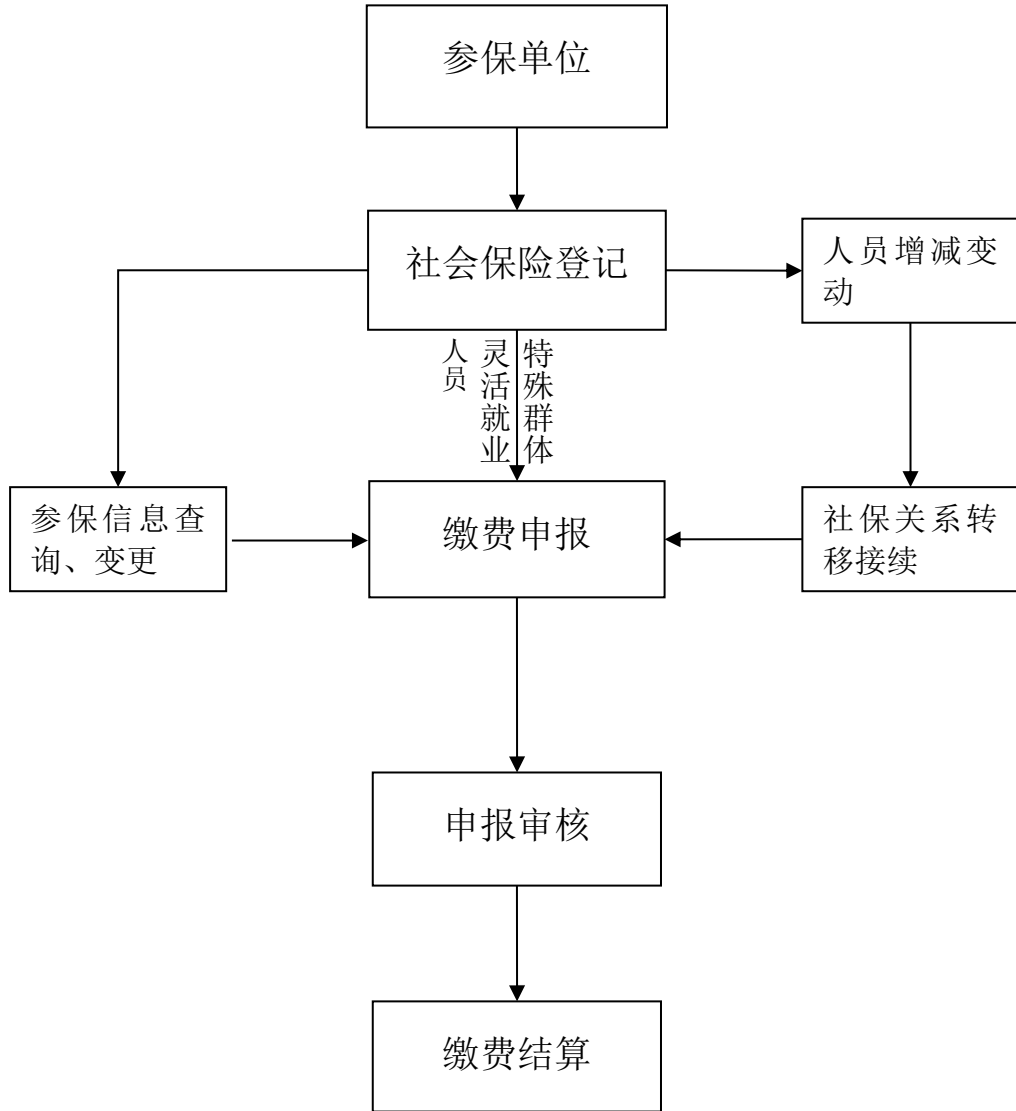 参保单位
社会保险登记
人员增减变
动
特殊群体
灵活就业
人员
参保信息查
询、变更
缴费申报
社保关系转
移接续
申报审核
缴费结算